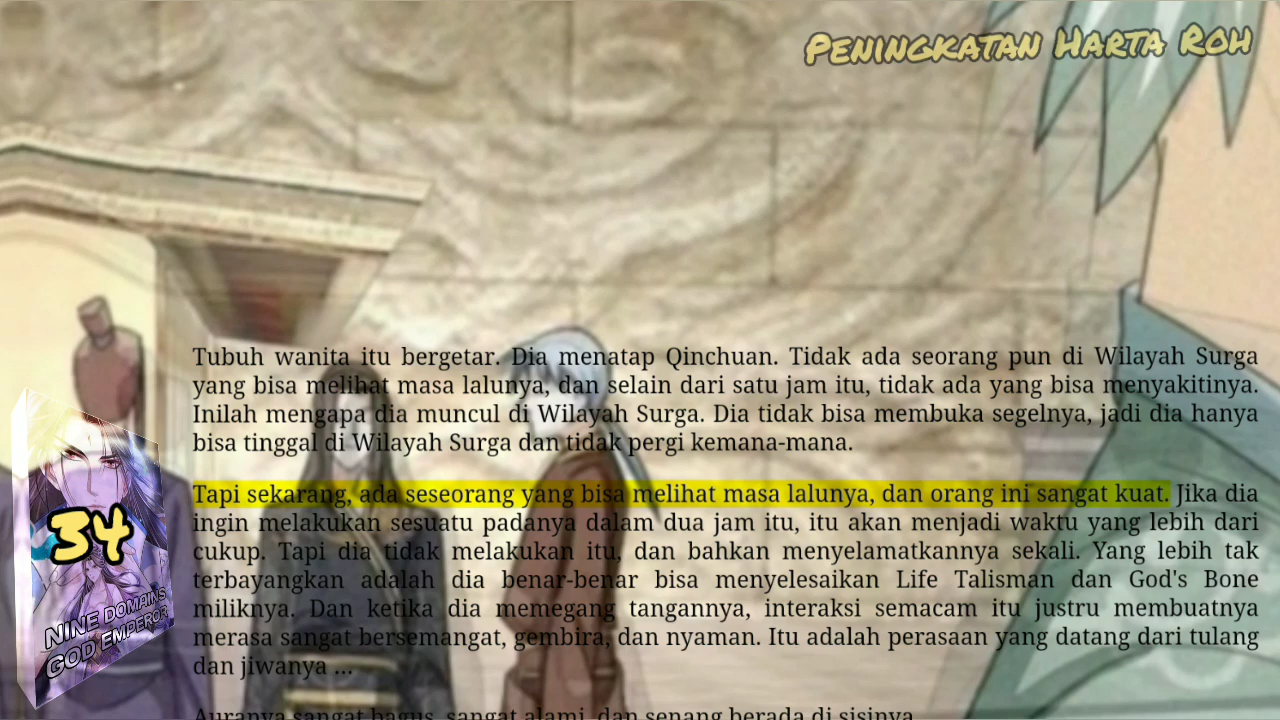 Peningkatan Harta Roh
Tubuh wanita itu bergetar. Dia menatap Qinchuan. Tidak ada seorang pun di Wilayah Surga
yang bisa melihat masa lalunya, dan selain dari satu jam itu, tidak ada yang bisa menyakitinya.
Inilah mengapa dia muncul di Wilayah Surga. Dia tidak bisa membuka segelnya, jadi dia hanya
bisa tinggal di Wilayah Surga dan tidak pergi kemana-mana.
Tapi sekarang, ada seseorang yang bisa melihat masa lalunya, dan orang ini sangat kuat. Jika dia
ingin melakukan sesuatu padanya dalam dua jam itu, itu akan menjadi waktu yang lebih dari
cukup. Tapi dia tidak melakukan itu, dan bahkan menyelamatkannya sekali. Yang lebih tak
terbayangkan adalah dia benar-benar bisa menyelesaikan Life Talisman dan God's Bone
miliknya. Dan ketika dia memegang tangannya, interaksi semacam itu justru membuatnya
merasa sangat bersemangat, gembira, dan nyaman. Itu adalah perasaan yang datang dari tulang
dan jiwanya ...
Auranya sangat bagus, sangat alami, dan senang berada di sisinya
34
NINE DOMAINS
GOD EMPEROR